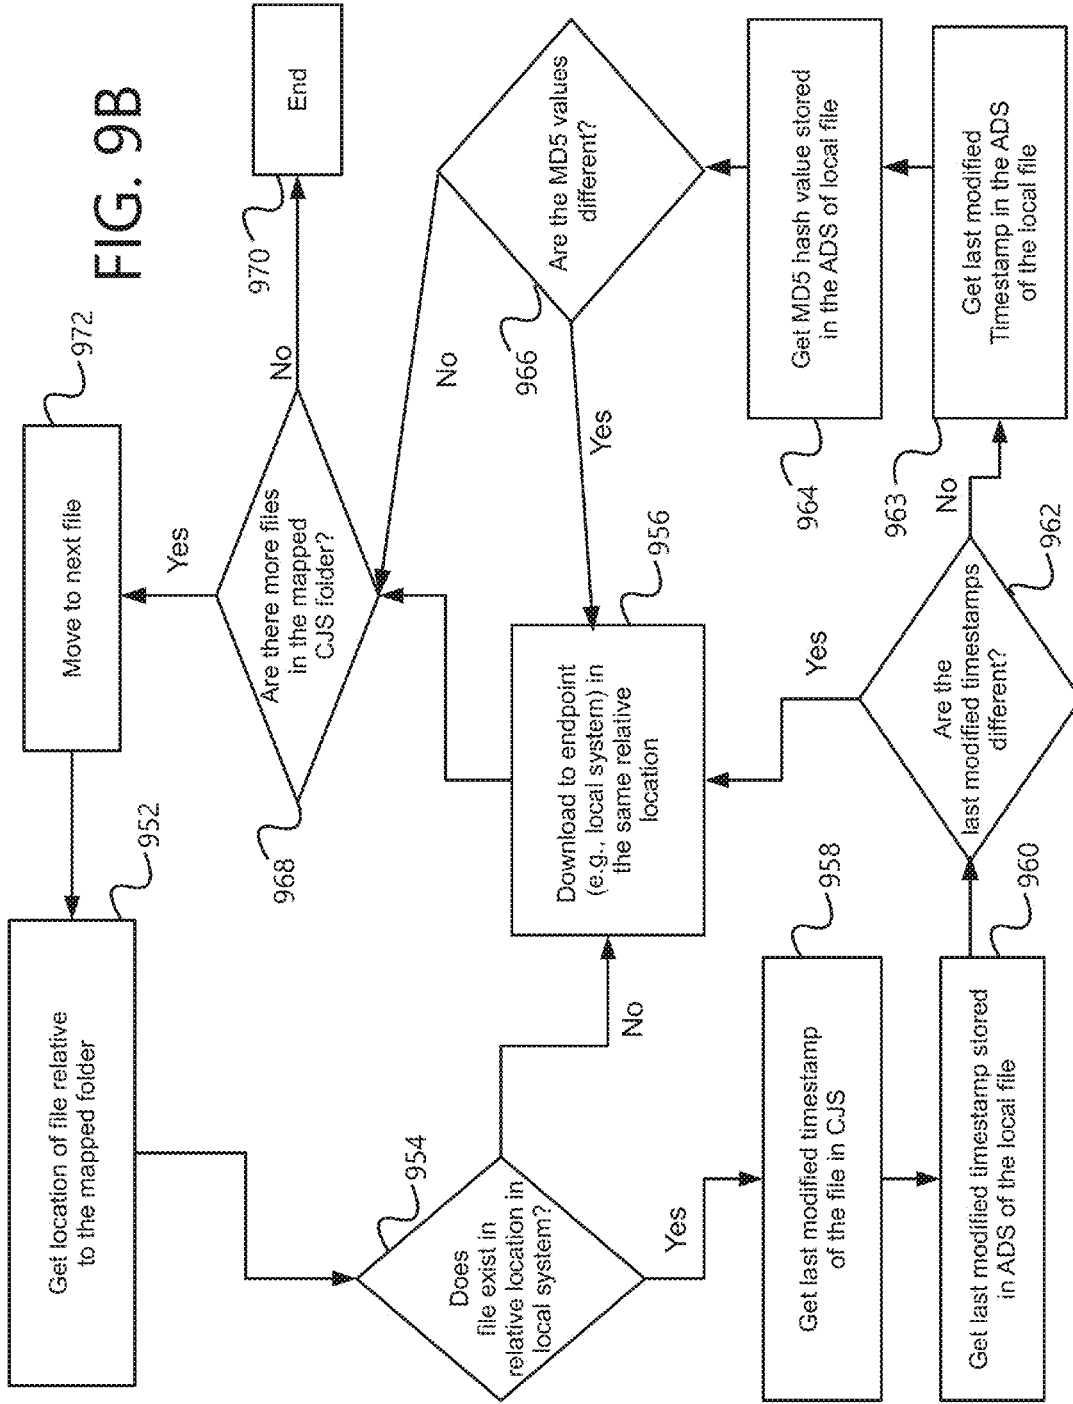 FIG. 9B
Get location of file relative
to the mapped folder
952
Move to next file
972
Does
file exist in
relative location in
local system?
954
No
Yes
Are there more files
in the mapped
CJS folder?
968
Yes
No
End
970
Download to endpoint
(e.g., local system) in
the same relative
location
956
Get last modified timestamp
of the file in CJS
958
Get last modified timestamp stored
in ADS of the local file
960
Are the
last modified timestamps
different?
962
Yes
No
Get last modified
Timestamp in the ADS
of the local file
963
Get MD5 hash value stored
in the ADS of local file
964
Are the MD5 values
different?
966
Yes
No